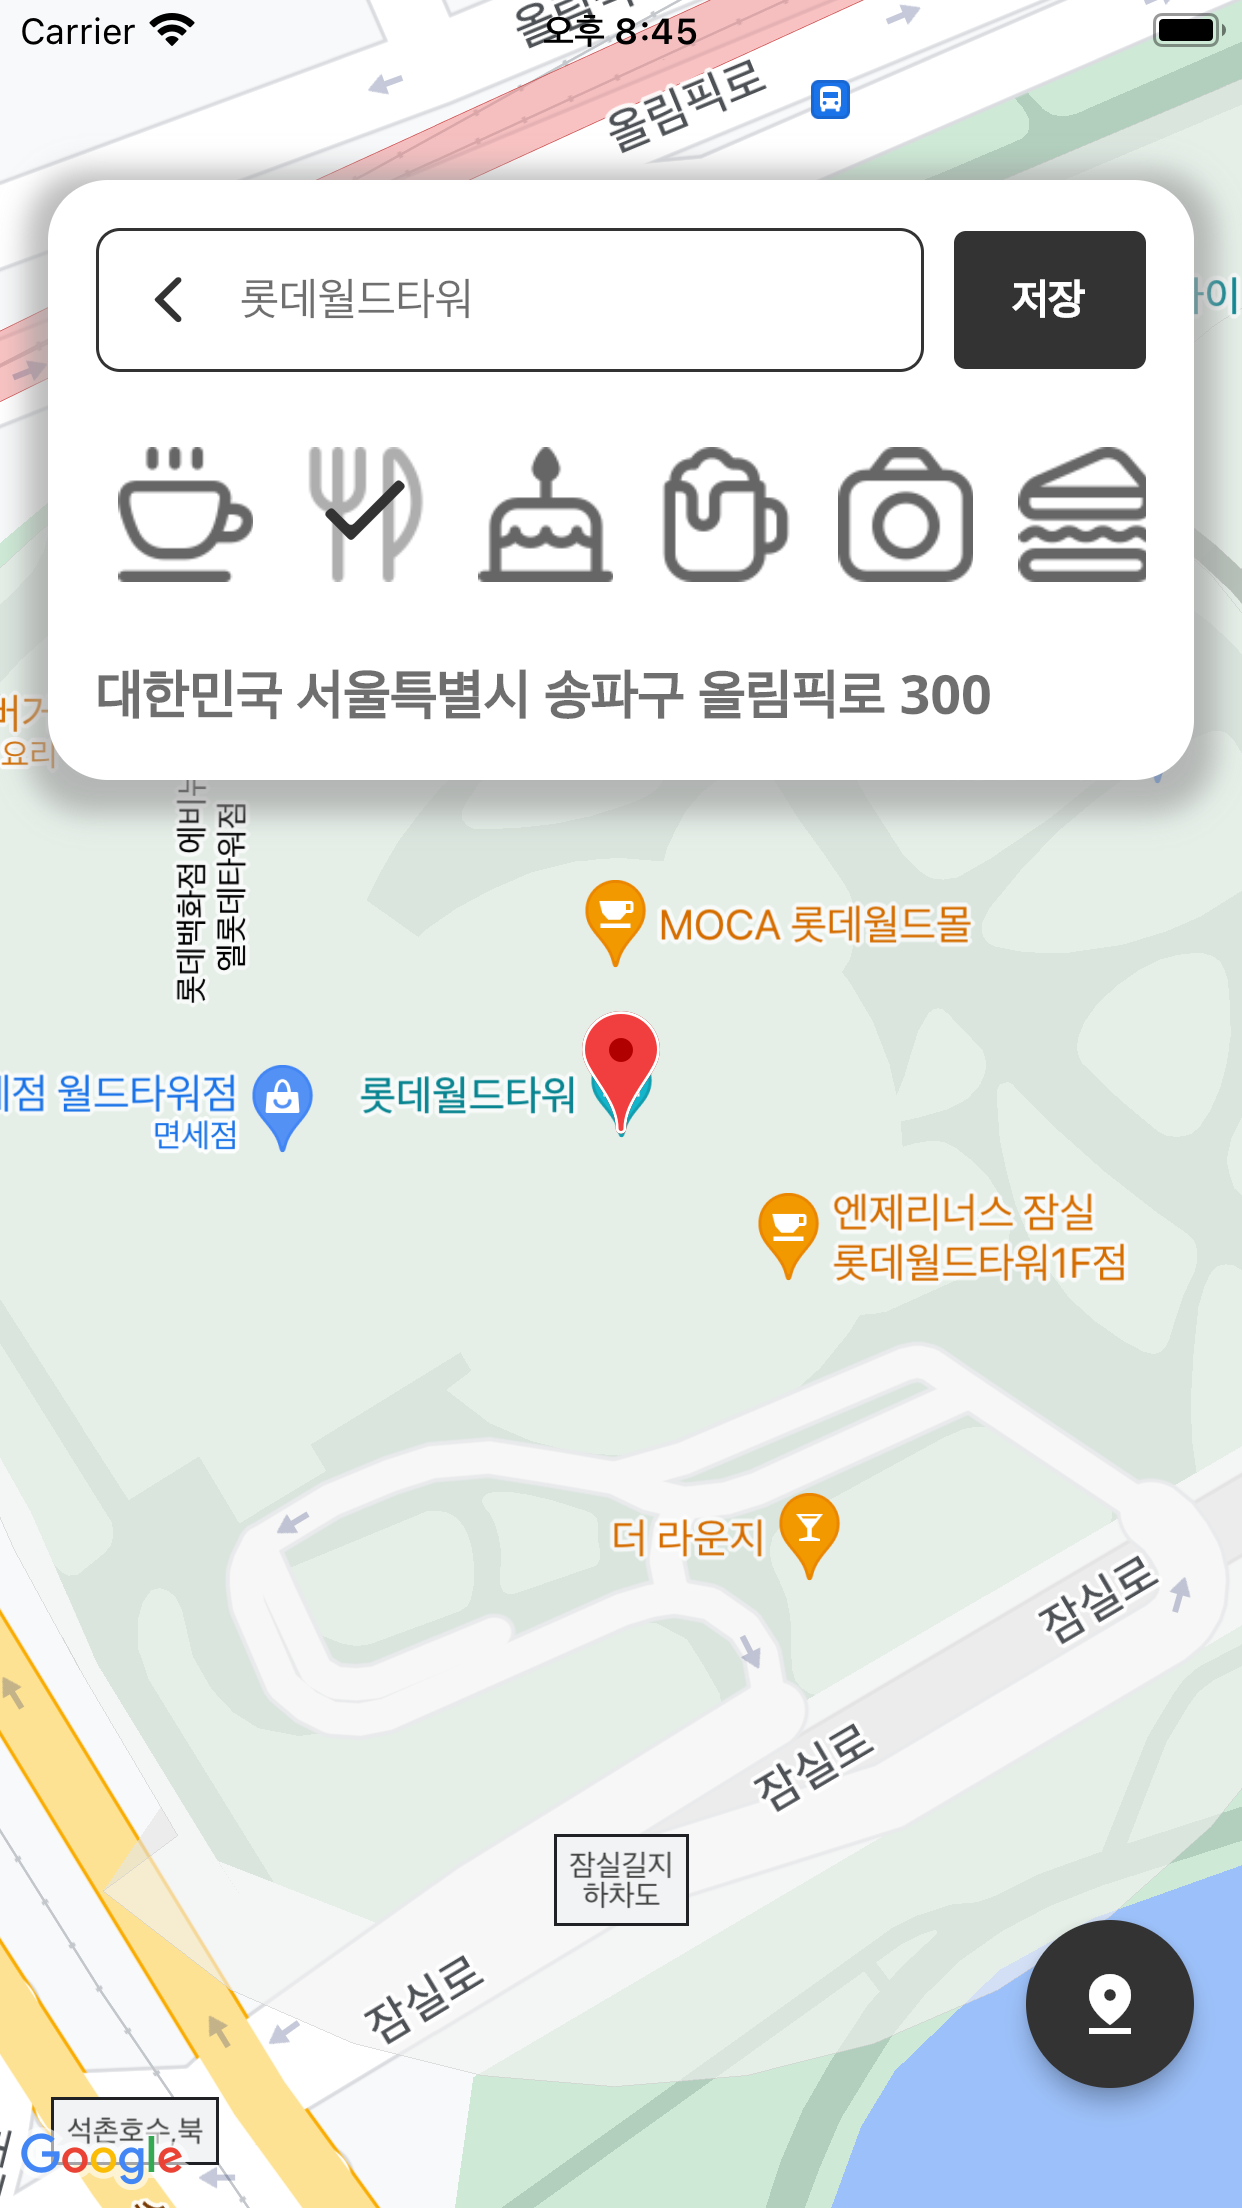 Carrier
오후 8:45
올림픽로
롯데월드타워
저장
대한민국 서울특별시 송파구 올림픽로 300
요리
롯데백화점 에비뉴
엘롯데타워점
MOCA 롯데월드몰
월드타워점
면세점
롯데월드타워
엔제리너스 잠실
롯데월드타워1F점
더 라운지
잠실로
잠실로
잠실길지
하차도
잠실로
석촌호수.북
Google